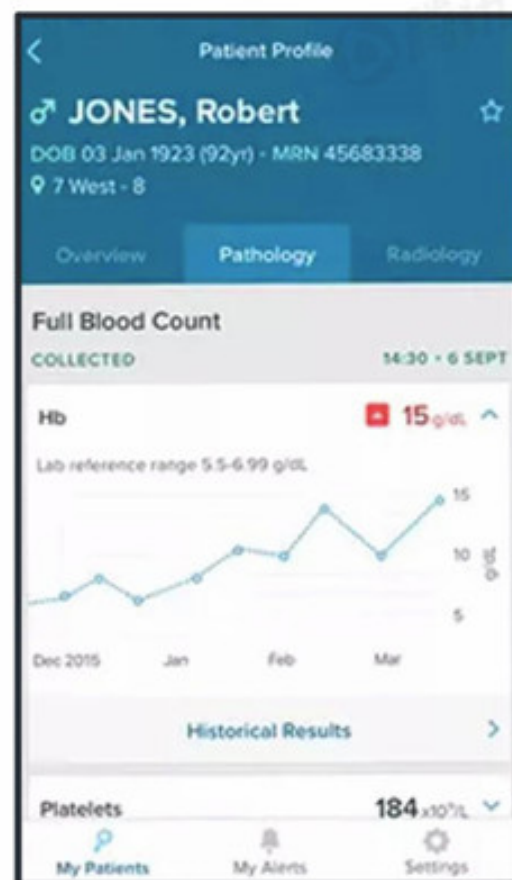 Patient Profile
JONES, Robert
DOB 03 Jan 1923 (92yr) - MRN 45683338
7 West - 8
Overview Pathology Radiology
Full Blood Count
COLLECTED 14:30 - 6 SEPT
Hb 15 g/dL
Lab reference range 5.5-6.99 g/dL
15
10
g/dL
5
Dec 2015 Jan Feb Mar
Historical Results
Platelets 184 x10⁹/L
My Patients My Alerts Settings